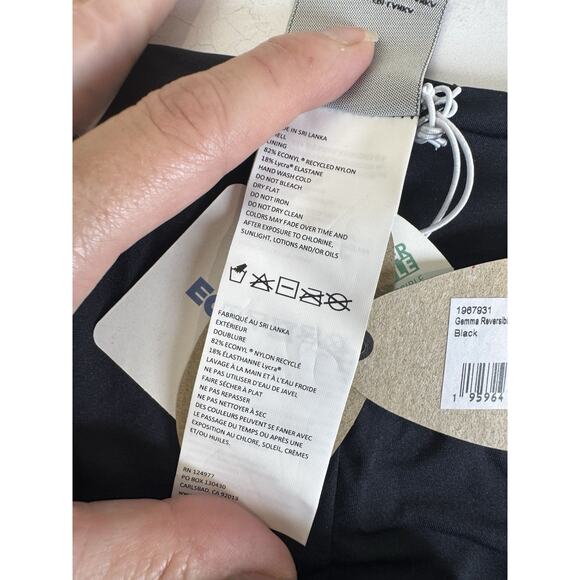 IN SRI LANKA
LINING
82% ECONYL® RECYCLED NYLON
18% Lycra® ELASTANE
HAND WASH COLD
DO NOT BLEACH
DRY FLAT
DO NOT IRON
DO NOT DRY CLEAN
COLORS MAY FADE OVER TIME AND
AFTER EXPOSURE TO CHLORINE,
SUNLIGHT, LOTIONS AND/OR OILS
FABRIQUÉ AU SRI LANKA
EXTÉRIEUR
DOUBLURE
82% ECONYL® NYLON RECYCLÉ
18% ÉLASTHANNE Lycra®
LAVAGE À LA MAIN ET À L'EAU FROIDE
NE PAS UTILISER D'EAU DE JAVEL
FAIRE SÉCHER À PLAT
NE PAS REPASSER
NE PAS NETTOYER À SEC
DES COULEURS PEUVENT SE FANER AVEC
LE PASSAGE DU TEMPS OU APRÈS UNE
EXPOSITION AU CHLORE, SOLEIL, CRÈMES
ET/OU HUILES.
RN 124977
PO BOX 130430
CARLSBAD, CA 92013
1967931
Gemma
Black
1 95964